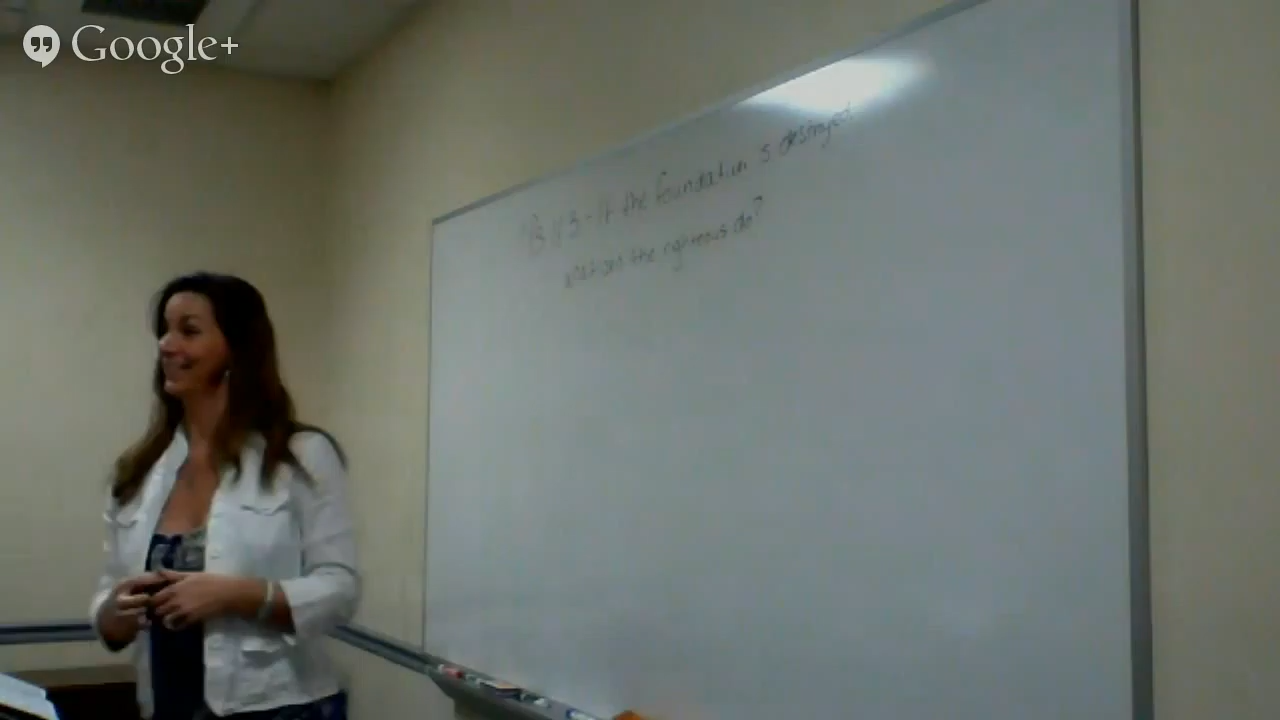 Google+
Ps 11:3 - If the foundation is destroyed
what can the righteous do?